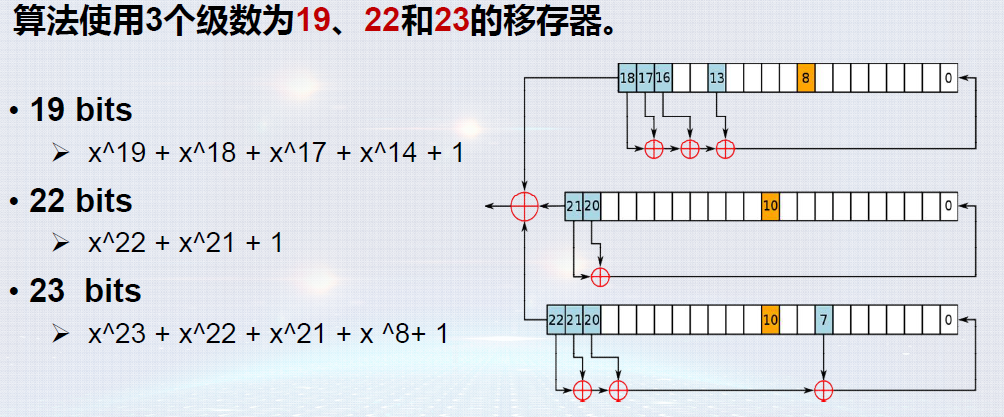 算法使用3个级数为19、22和23的移存器。
• 19 bits
➢ x^19 + x^18 + x^17 + x^14 + 1
• 22 bits
➢ x^22 + x^21 + 1
• 23 bits
➢ x^23 + x^22 + x^21 + x ^8+ 1
18 17 16 13 8 0
21 20 10 0
22 21 20 10 7 0